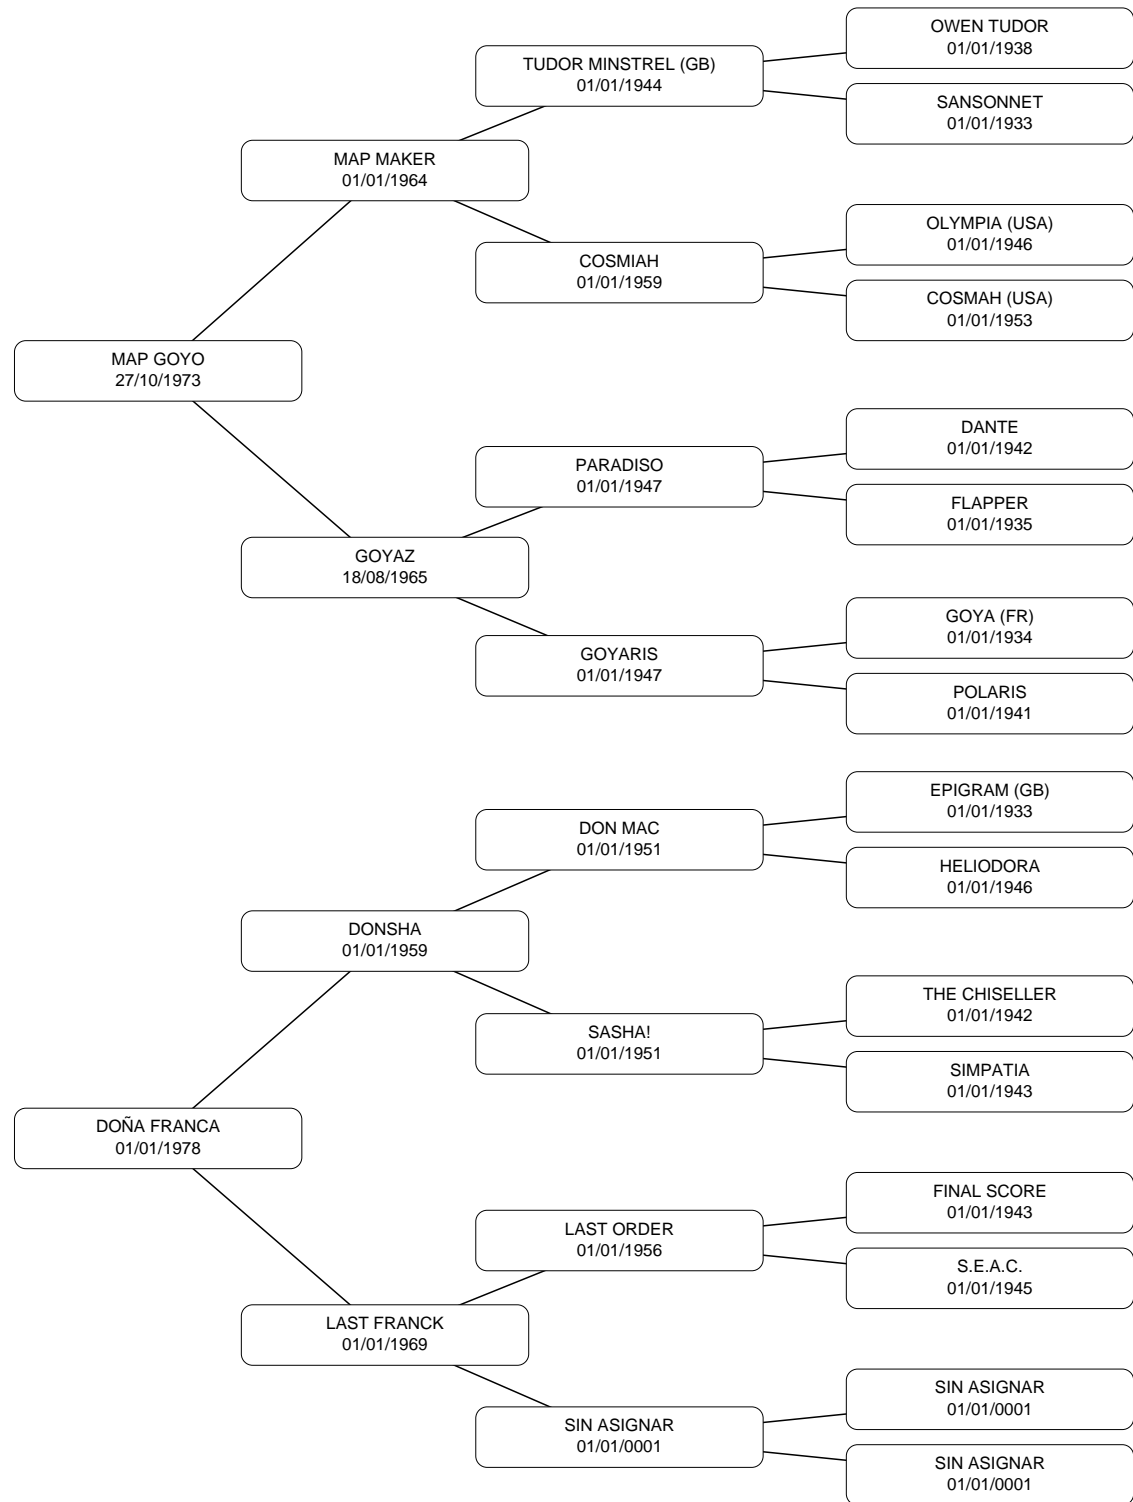 OWEN TUDOR
01/01/1938
TUDOR MINSTREL (GB)
01/01/1944
SANSONNET
01/01/1933
MAP MAKER
01/01/1964
OLYMPIA (USA)
01/01/1946
COSMIAH
01/01/1959
COSMAH (USA)
01/01/1953
MAP GOYO
27/10/1973
DANTE
01/01/1942
PARADISO
01/01/1947
FLAPPER
01/01/1935
GOYAZ
18/08/1965
GOYA (FR)
01/01/1934
GOYARIS
01/01/1947
POLARIS
01/01/1941
EPIGRAM (GB)
01/01/1933
DON MAC
01/01/1951
HELIODORA
01/01/1946
DONSHA
01/01/1959
THE CHISELLER
01/01/1942
SASHA!
01/01/1951
SIMPATIA
01/01/1943
DOÑA FRANCA
01/01/1978
FINAL SCORE
01/01/1943
LAST ORDER
01/01/1956
S.E.A.C.
01/01/1945
LAST FRANCK
01/01/1969
SIN ASIGNAR
01/01/0001
SIN ASIGNAR
01/01/0001
SIN ASIGNAR
01/01/0001